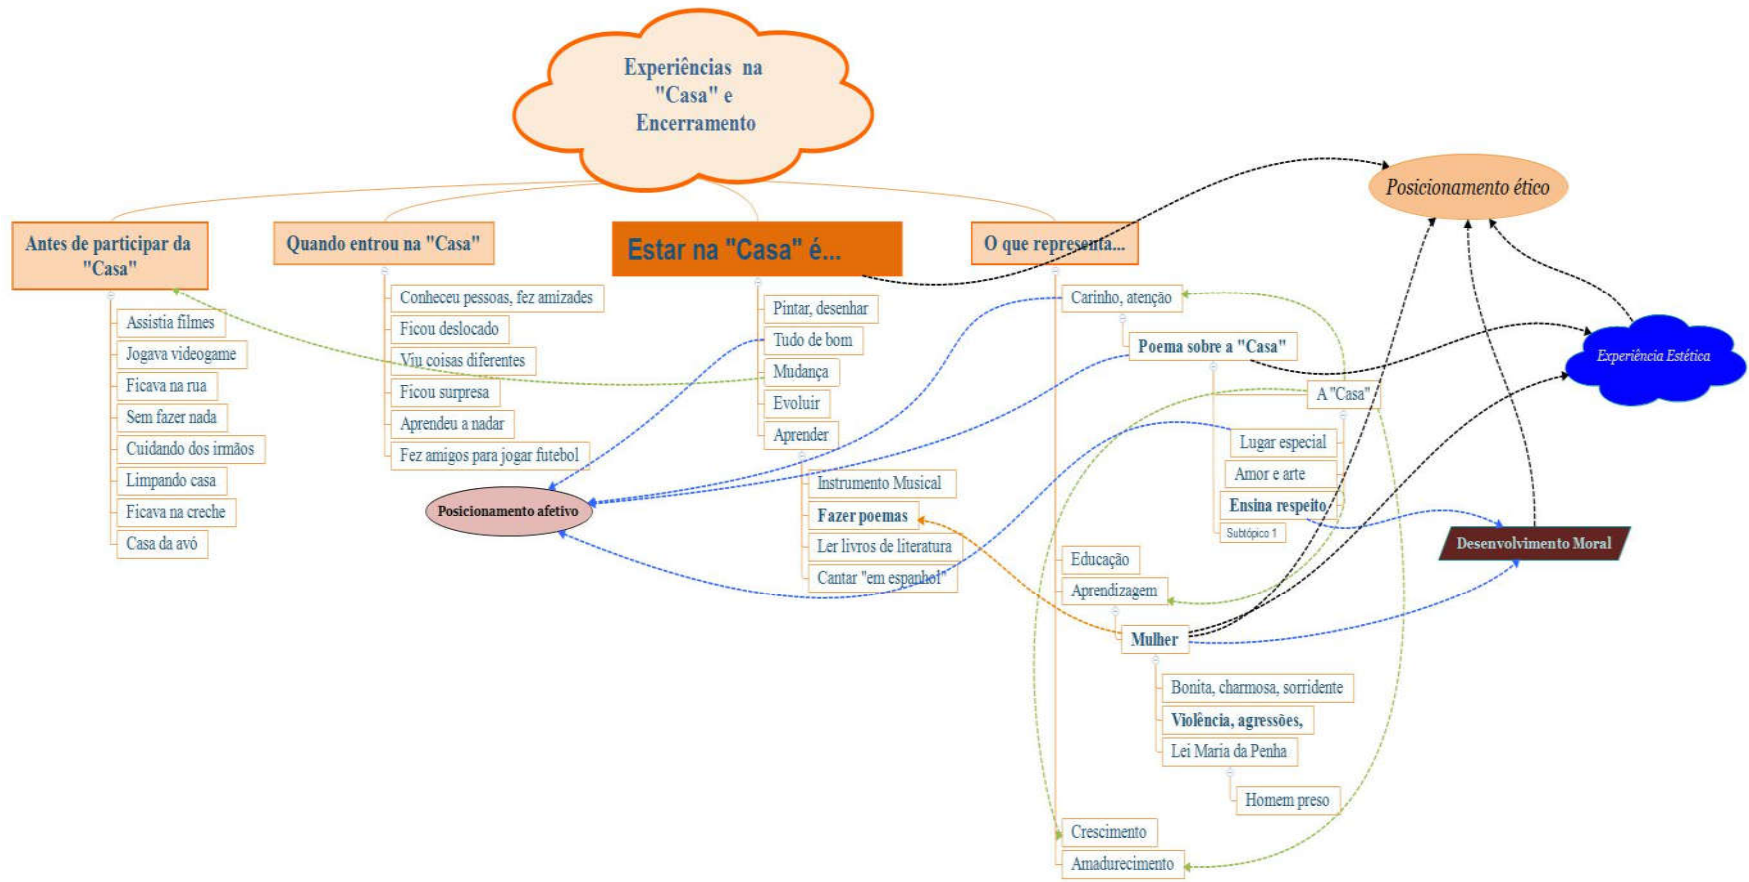 Experiências na
"Casa" e
Encerramento
Posicionamento ético
Antes de participar da
"Casa"
Assistia filmes
Jogava videogame
Ficava na rua
Sem fazer nada
Cuidando dos irmãos
Limpando casa
Ficava na creche
Casa da avó
Quando entrou na "Casa"
Conheceu pessoas, fez amizades
Ficou deslocado
Viu coisas diferentes
Ficou surpresa
Aprendeu a nadar
Fez amigos para jogar futebol
Posicionamento afetivo
Estar na "Casa" é...
Pintar, desenhar
Tudo de bom
Mudança
Evoluir
Aprender
Instrumento Musical
Fazer poemas
Ler livros de literatura
Cantar "em espanhol"
O que representa...
Carinho, atenção
Poema sobre a "Casa"
A "Casa"
Lugar especial
Amor e arte
Ensina respeito
Subtópico 1
Educação
Aprendizagem
Mulher
Bonita, charmosa, sorridente
Violência, agressões,
Lei Maria da Penha
Homem preso
Crescimento
Amadurecimento
Experiência Estética
Desenvolvimento Moral